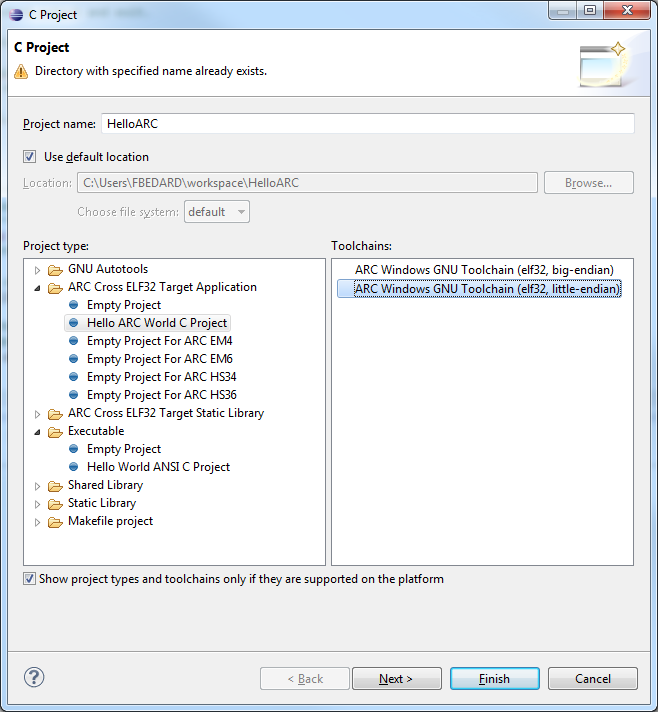 C Project
C Project
Directory with specified name already exists.
Project name: HelloARC
Use default location
Location: C:\Users\FBEDARD\workspace\HelloARC Browse...
Choose file system: default
Project type: Toolchains:
GNU Autotools
ARC Cross ELF32 Target Application
Empty Project
Hello ARC World C Project
Empty Project For ARC EM4
Empty Project For ARC EM6
Empty Project For ARC HS34
Empty Project For ARC HS36
ARC Cross ELF32 Target Static Library
Executable
Empty Project
Hello World ANSI C Project
Shared Library
Static Library
Makefile project
ARC Windows GNU Toolchain (elf32, big-endian)
ARC Windows GNU Toolchain (elf32, little-endian)
Show project types and toolchains only if they are supported on the platform
? < Back Next > Finish Cancel